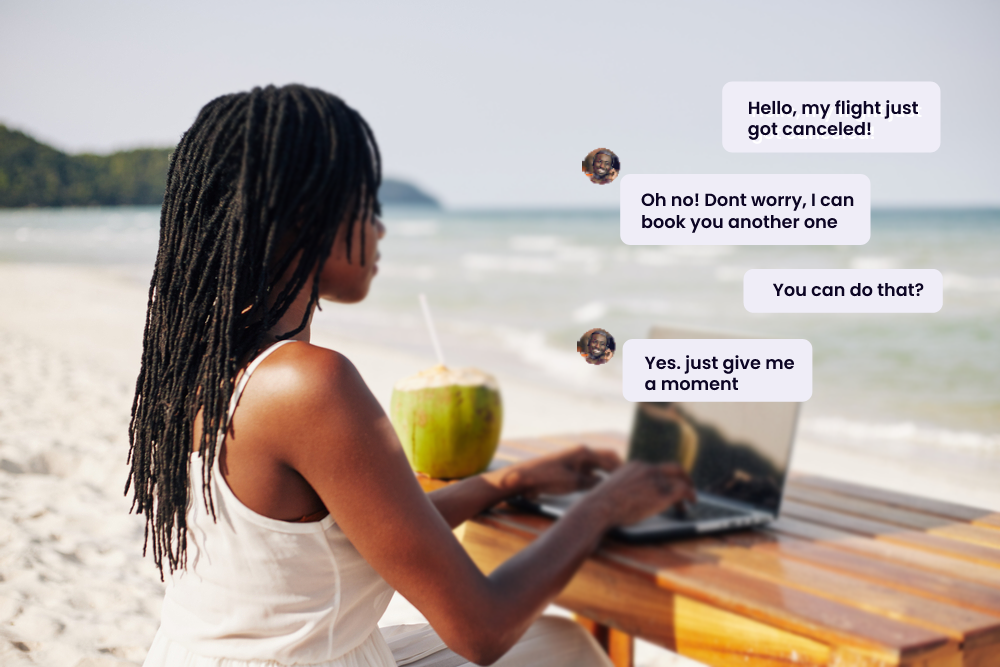 Hello, my flight just
got canceled!
Oh no! Dont worry, I can
book you another one
You can do that?
Yes. just give me
a moment